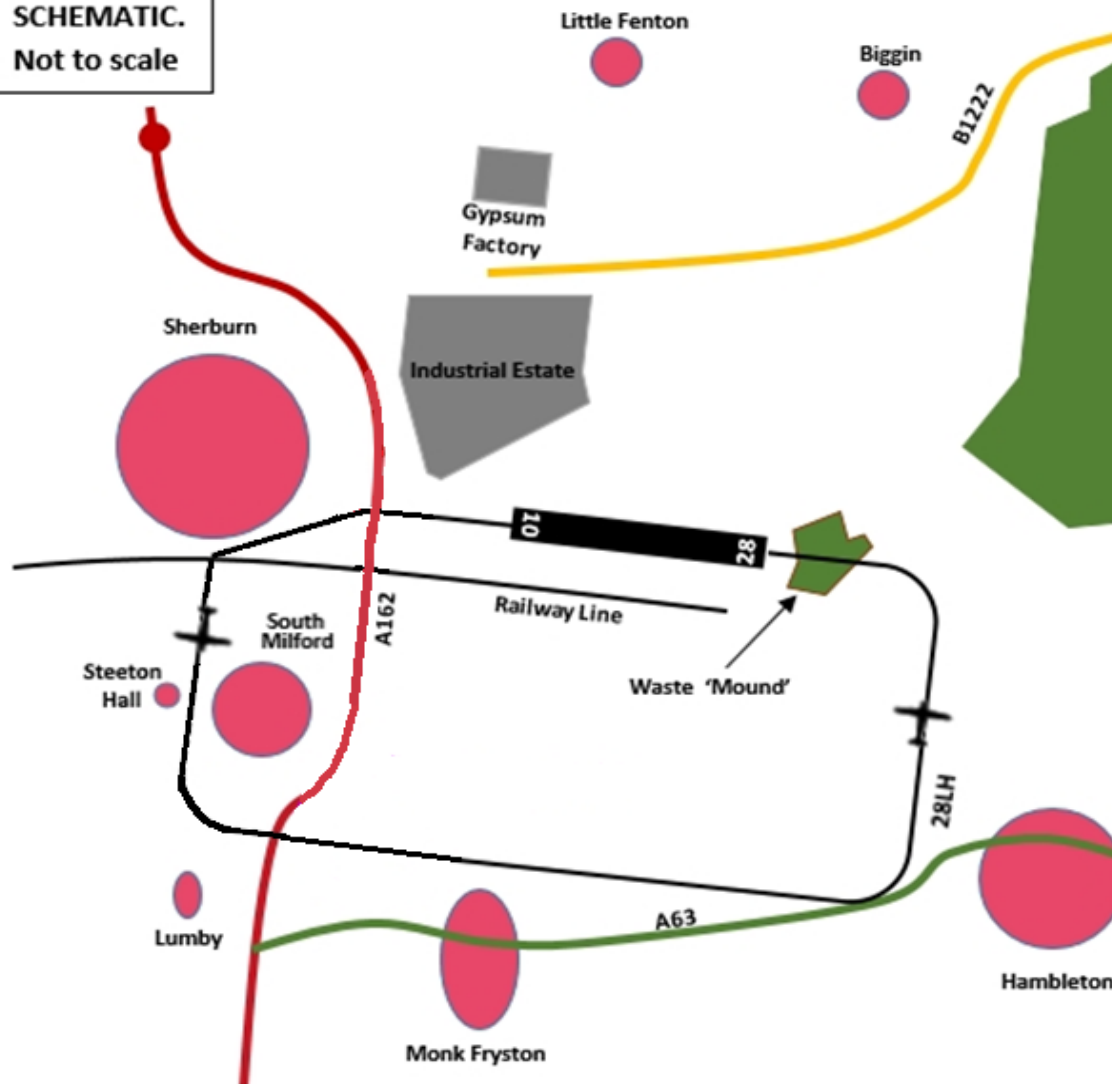 SCHEMATIC.
Not to scale
Little Fenton
Biggin
B1222
Gypsum
Factory
Sherburn
Industrial Estate
10
28
Railway Line
A162
South
Milford
Steeton
Hall
Waste 'Mound'
28LH
Lumby
A63
Hambleton
Monk Fryston